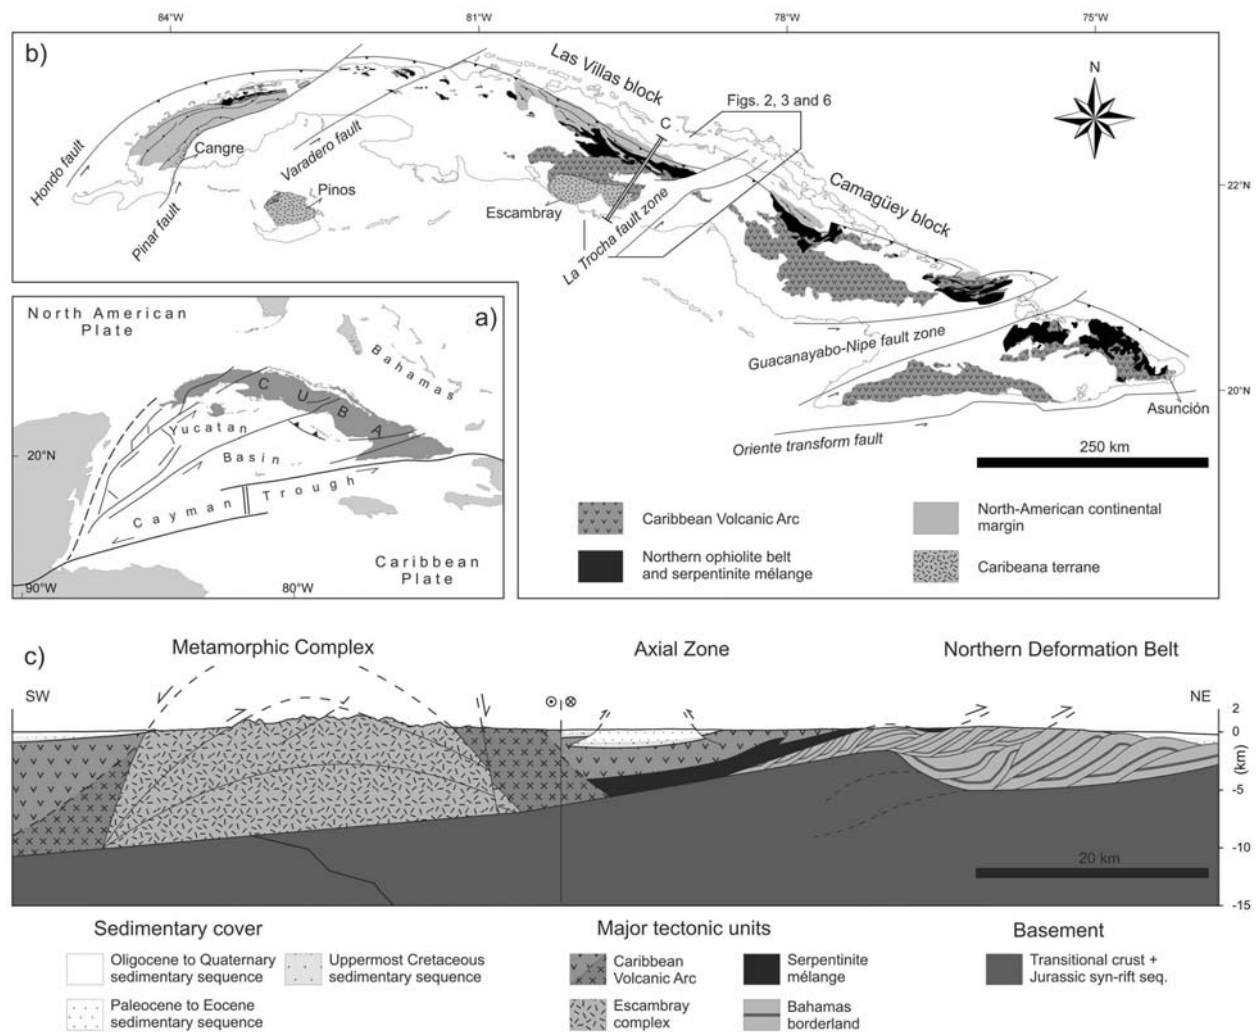 84°W
81°W
78°W
75°W
b)
Las Villas block
Figs. 2, 3 and 6
N
C
Hondo fault
Cangre
Varadero fault
Pinar fault
Pinos
Escambray
La Trocha fault zone
Camagüey block
22°N
Guacanayabo-Nipe fault zone
20°N
Asunción
Oriente transform fault
250 km
Caribbean Volcanic Arc
North-American continental
margin
Northern ophiolite belt
and serpentinite mélange
Caribeana terrane
a)
North American
Plate
Bahamas
CUBA
Yucatan
Basin
20°N
Cayman Trough
Caribbean
Plate
90°W
80°W
c)
Metamorphic Complex
Axial Zone
Northern Deformation Belt
SW
NE
2
0
(km)
-5
-10
-15
20 km
Sedimentary cover
Oligocene to Quaternary
sedimentary sequence
Uppermost Cretaceous
sedimentary sequence
Paleocene to Eocene
sedimentary sequence
Major tectonic units
Caribbean
Volcanic Arc
Serpentinite
mélange
Escambray
complex
Bahamas
borderland
Basement
Transitional crust +
Jurassic syn-rift seq.